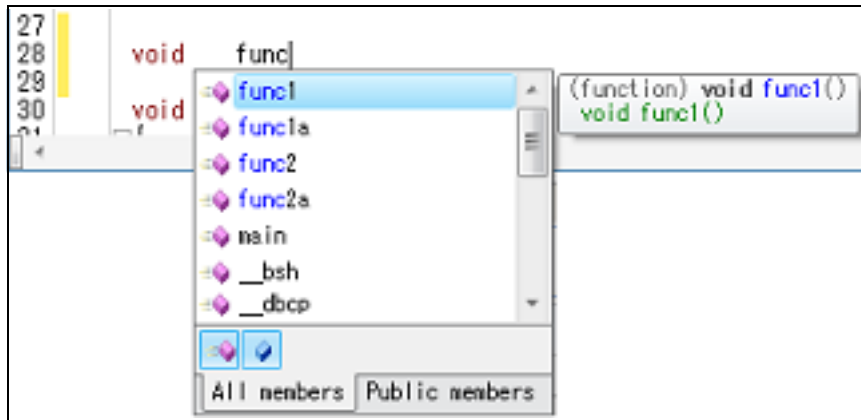 27
28 void func
29
30 void
31 {
func1
func1a
func2
func2a
main
__bsh
__dbcp
(function) void func1()
void func1()
All members Public members